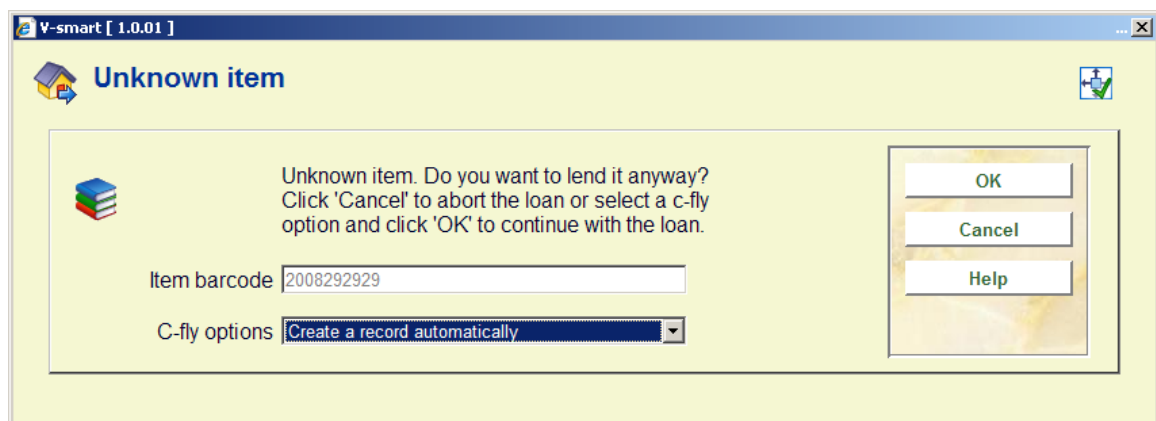 V-smart [ 1.0.01 ]
...
Unknown item
Unknown item. Do you want to lend it anyway?
Click 'Cancel' to abort the loan or select a c-fly
option and click 'OK' to continue with the loan.
Item barcode 2008292929
C-fly options Create a record automatically
OK
Cancel
Help